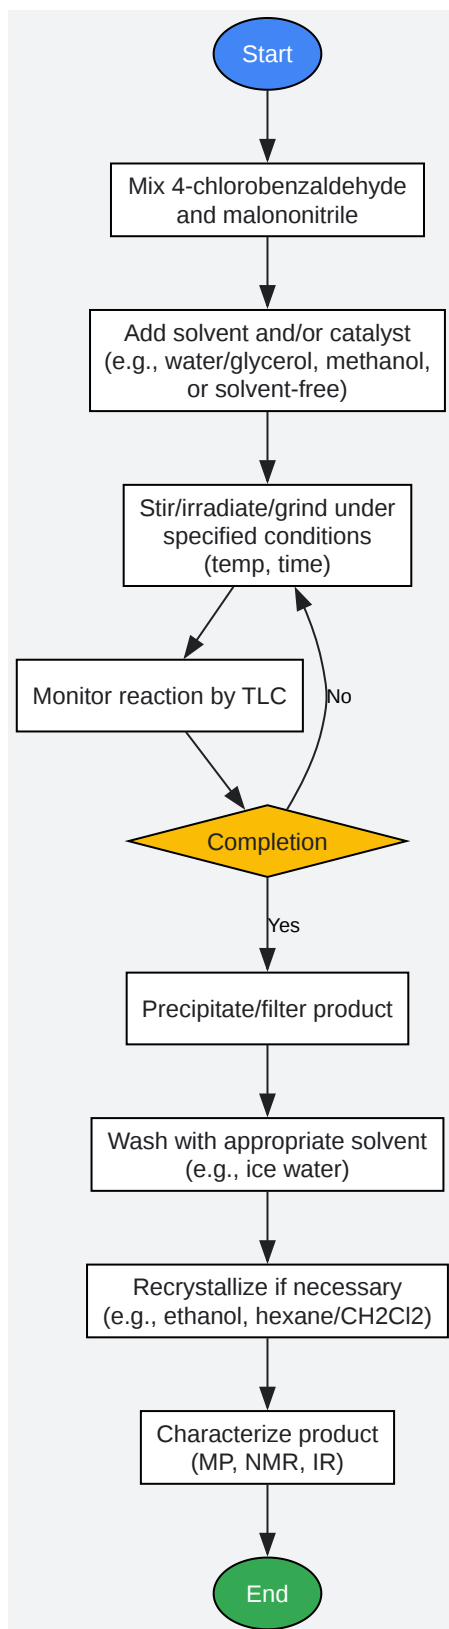 Start
Mix 4-chlorobenzaldehyde
and malononitrile
Add solvent and/or catalyst
(e.g., water/glycerol, methanol,
or solvent-free)
Stir/irradiate/grind under
specified conditions
(temp, time)
Monitor reaction by TLC
No
Completion
Yes
Precipitate/filter product
Wash with appropriate solvent
(e.g., ice water)
Recrystallize if necessary
(e.g., ethanol, hexane/CH2Cl2)
Characterize product
(MP, NMR, IR)
End